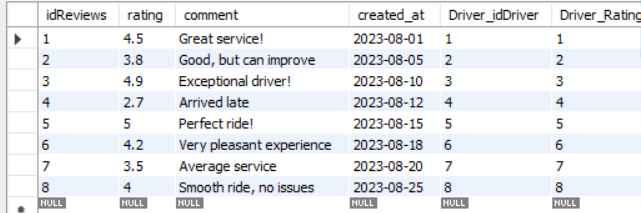 idReviews rating comment created_at Driver_idDriver Driver_Rating
1 4.5 Great service! 2023-08-01 1 1
2 3.8 Good, but can improve 2023-08-05 2 2
3 4.9 Exceptional driver! 2023-08-10 3 3
4 2.7 Arrived late 2023-08-12 4 4
5 5 Perfect ride! 2023-08-15 5 5
6 4.2 Very pleasant experience 2023-08-18 6 6
7 3.5 Average service 2023-08-20 7 7
8 4 Smooth ride, no issues 2023-08-25 8 8
NULL NULL NULL NULL NULL NULL